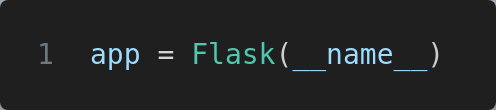 1 app = Flask(__name__)